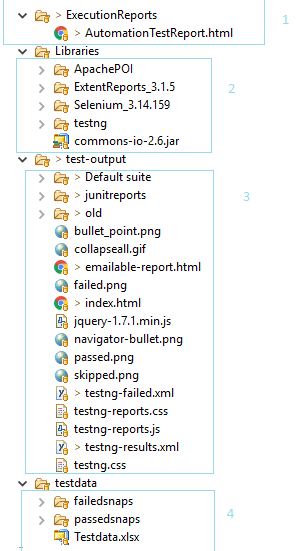 > ExecutionReports
1
> AutomationTestReport.html
Libraries
ApachePOI
ExtentReports_3.1.5
2
Selenium_3.14.159
testng
commons-io-2.6.jar
> test-output
> Default suite
> junitreports
3
> old
bullet_point.png
collapseall.gif
> emailable-report.html
failed.png
> index.html
jquery-1.7.1.min.js
navigator-bullet.png
passed.png
skipped.png
> testng-failed.xml
testng-reports.css
testng-reports.js
> testng-results.xml
testng.css
testdata
failedsnaps
passedsnaps
4
Testdata.xlsx